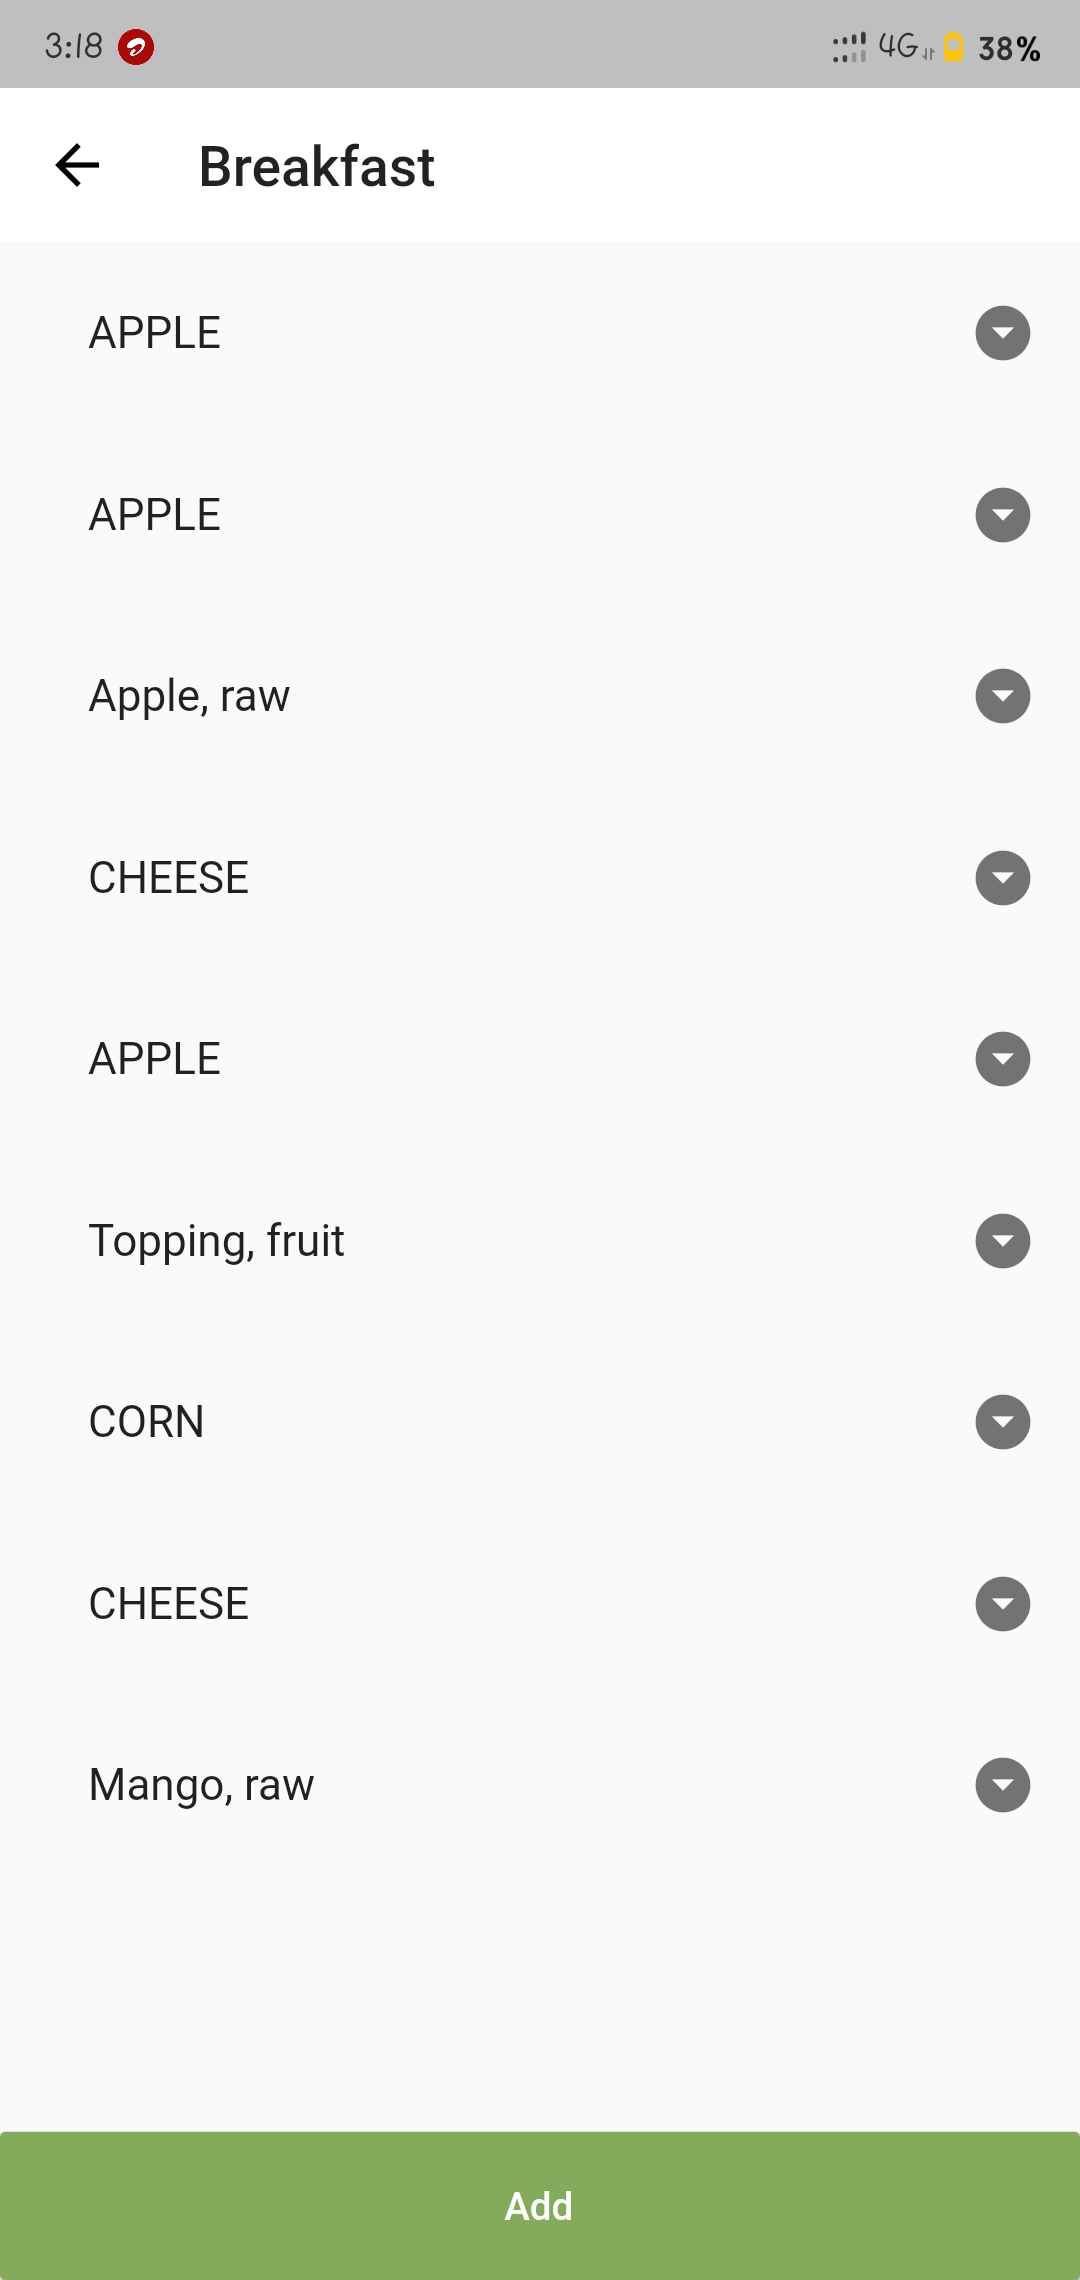 3:18 4G 38%
Breakfast
APPLE
APPLE
Apple, raw
CHEESE
APPLE
Topping, fruit
CORN
CHEESE
Mango, raw
Add